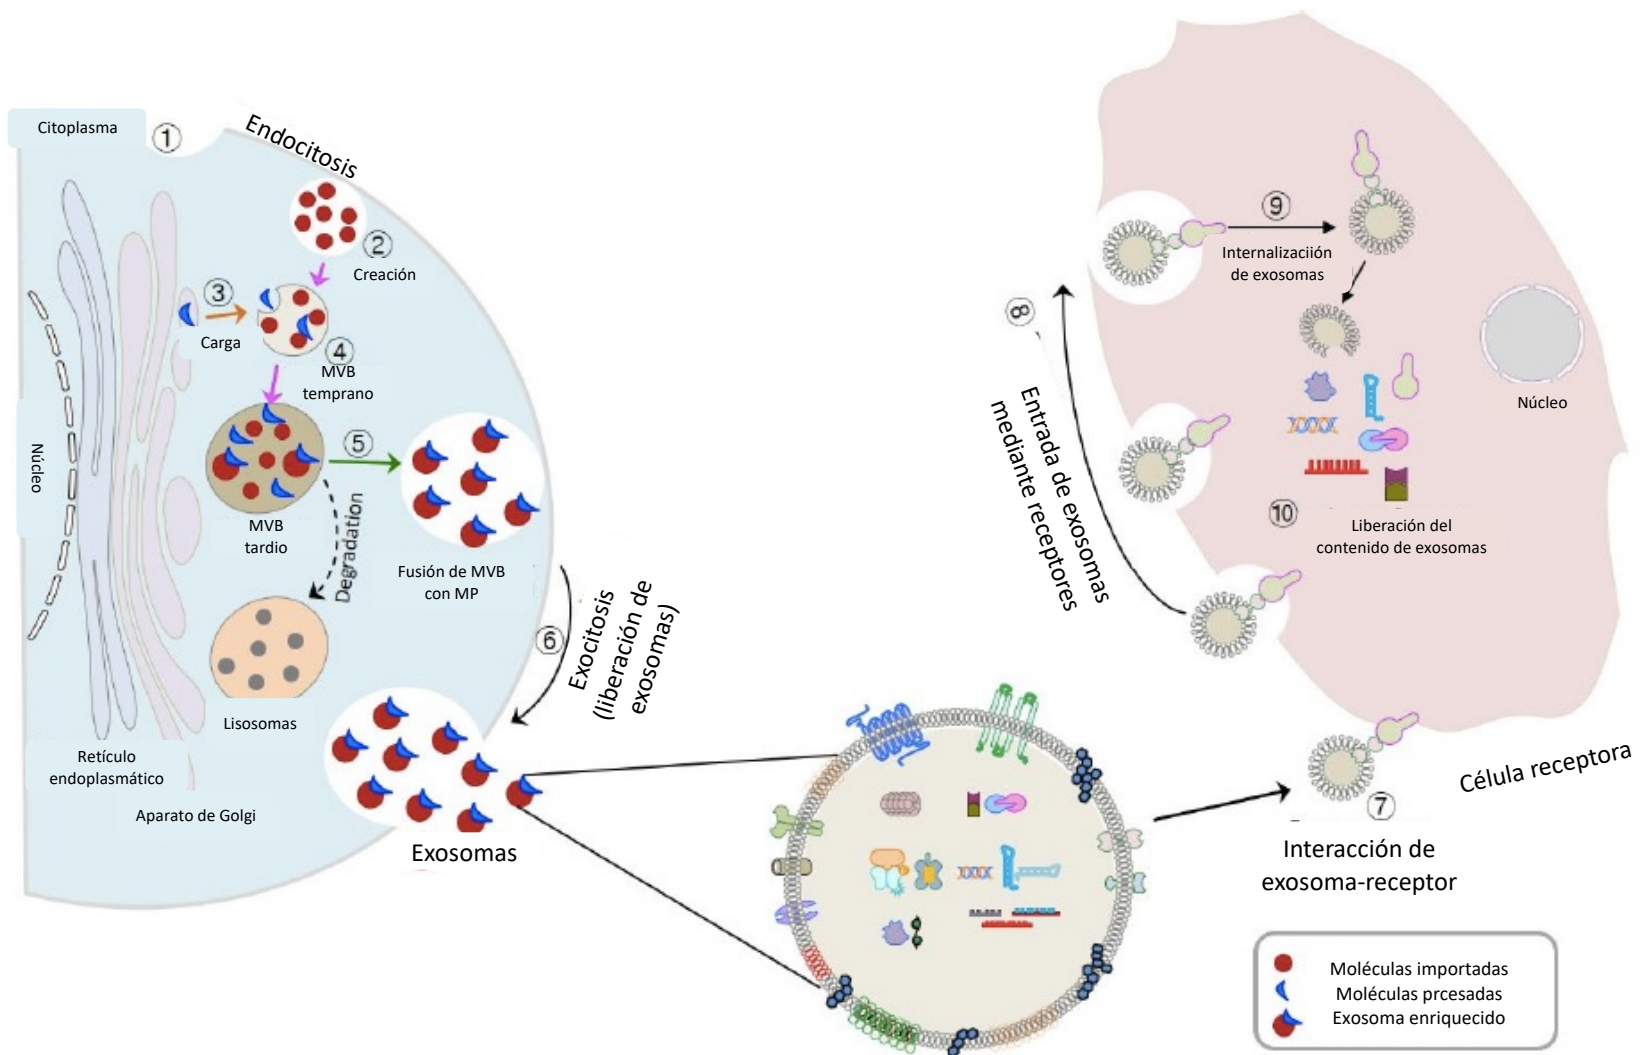 Citoplasma
①
Endocitosis
②
Creación
③
Carga
④
MVB
temprano
Núcleo
⑤
MVB
tardio
Degradation
Fusión de MVB
con MP
⑥
Exocitosis
(liberación de
exosomas)
Lisosomas
Retículo
endoplasmático
Aparato de Golgi
Exosomas
⑦
Interacción de
exosoma-receptor
Célula receptora
⑧
Entrada de exosomas
mediante receptores
⑨
Internalizaciión
de exosomas
Núcleo
⑩
Liberación del
contenido de exosomas
Moléculas importadas
Moléculas prcesadas
Exosoma enriquecido